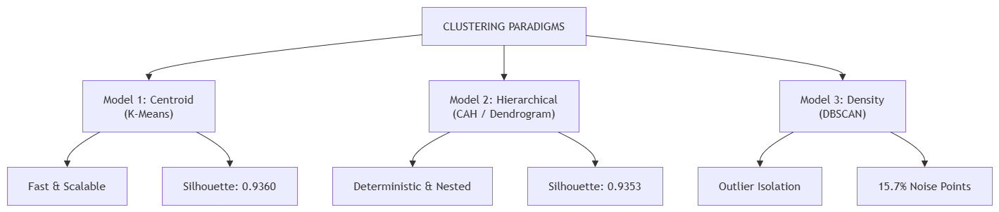 CLUSTERING PARADIGMS
Model 1: Centroid
(K-Means)
Model 2: Hierarchical
(CAH / Dendrogram)
Model 3: Density
(DBSCAN)
Fast & Scalable
Silhouette: 0.9360
Deterministic & Nested
Silhouette: 0.9353
Outlier Isolation
15.7% Noise Points